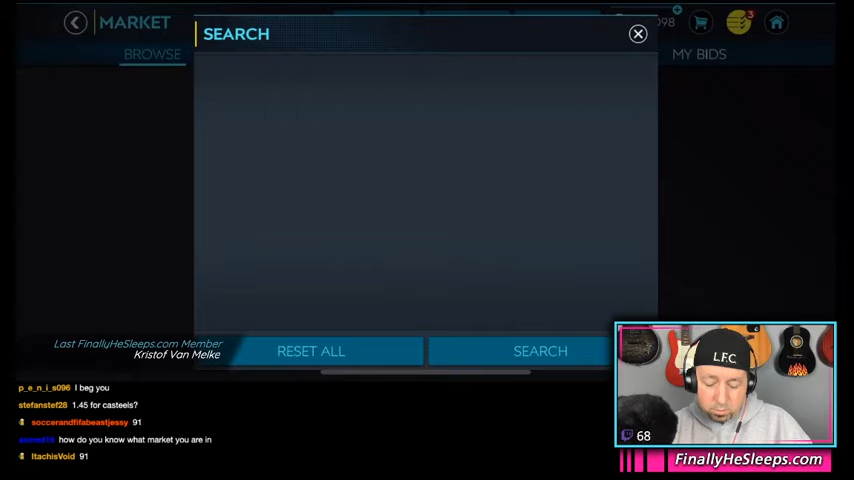 MARKET
SEARCH
098
3
BROWSE
MY BIDS
RESET ALL
SEARCH
Last FinallyHeSleeps.com Member
Kristof Van Melke
p_e_n_i_s096 I beg you
stefanstef28 1.45 for casteels?
soccerandfifabeastjessy 91
how do you know what market you are in
ItachisVoid 91
L.F.C.
68
FinallyHeSleeps.com